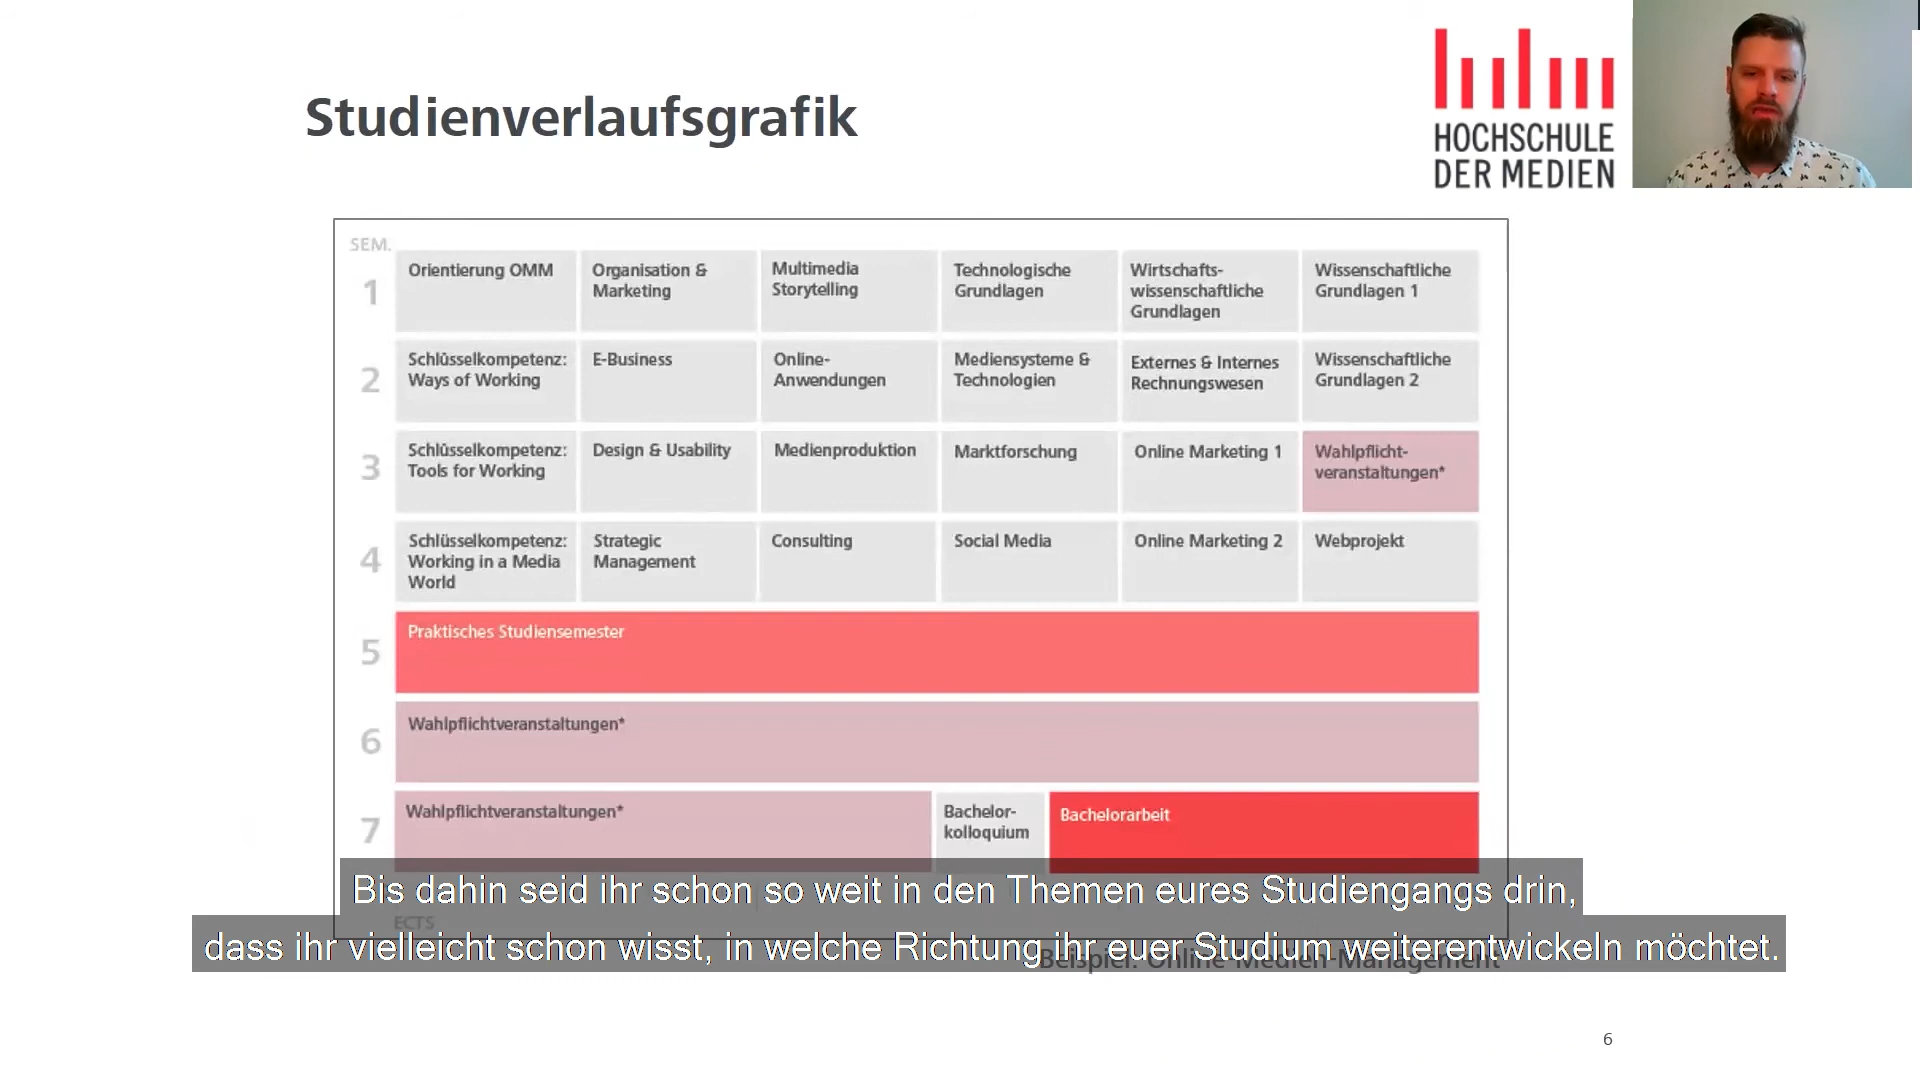 Studienverlaufsgrafik
HOCHSCHULE
DER MEDIEN
SEM.
1
Orientierung OMM
Organisation &
Marketing
Multimedia
Storytelling
Technologische
Grundlagen
Wirtschafts-
wissenschaftliche
Grundlagen
Wissenschaftliche
Grundlagen 1
2
Schlüsselkompetenz:
Ways of Working
E-Business
Online-
Anwendungen
Mediensysteme &
Technologien
Externes & Internes
Rechnungswesen
Wissenschaftliche
Grundlagen 2
3
Schlüsselkompetenz:
Tools for Working
Design & Usability
Medienproduktion
Marktforschung
Online Marketing 1
Wahlpflicht-
veranstaltungen*
4
Schlüsselkompetenz:
Working in a Media
World
Strategic
Management
Consulting
Social Media
Online Marketing 2
Webprojekt
5
Praktisches Studiensemester
6
Wahlpflichtveranstaltungen*
7
Wahlpflichtveranstaltungen*
Bachelor-
kolloquium
Bachelorarbeit
ECTS
Beispiel: Online-Medien-Management
Bis dahin seid ihr schon so weit in den Themen eures Studiengangs drin,
dass ihr vielleicht schon wisst, in welche Richtung ihr euer Studium weiterentwickeln möchtet.
6